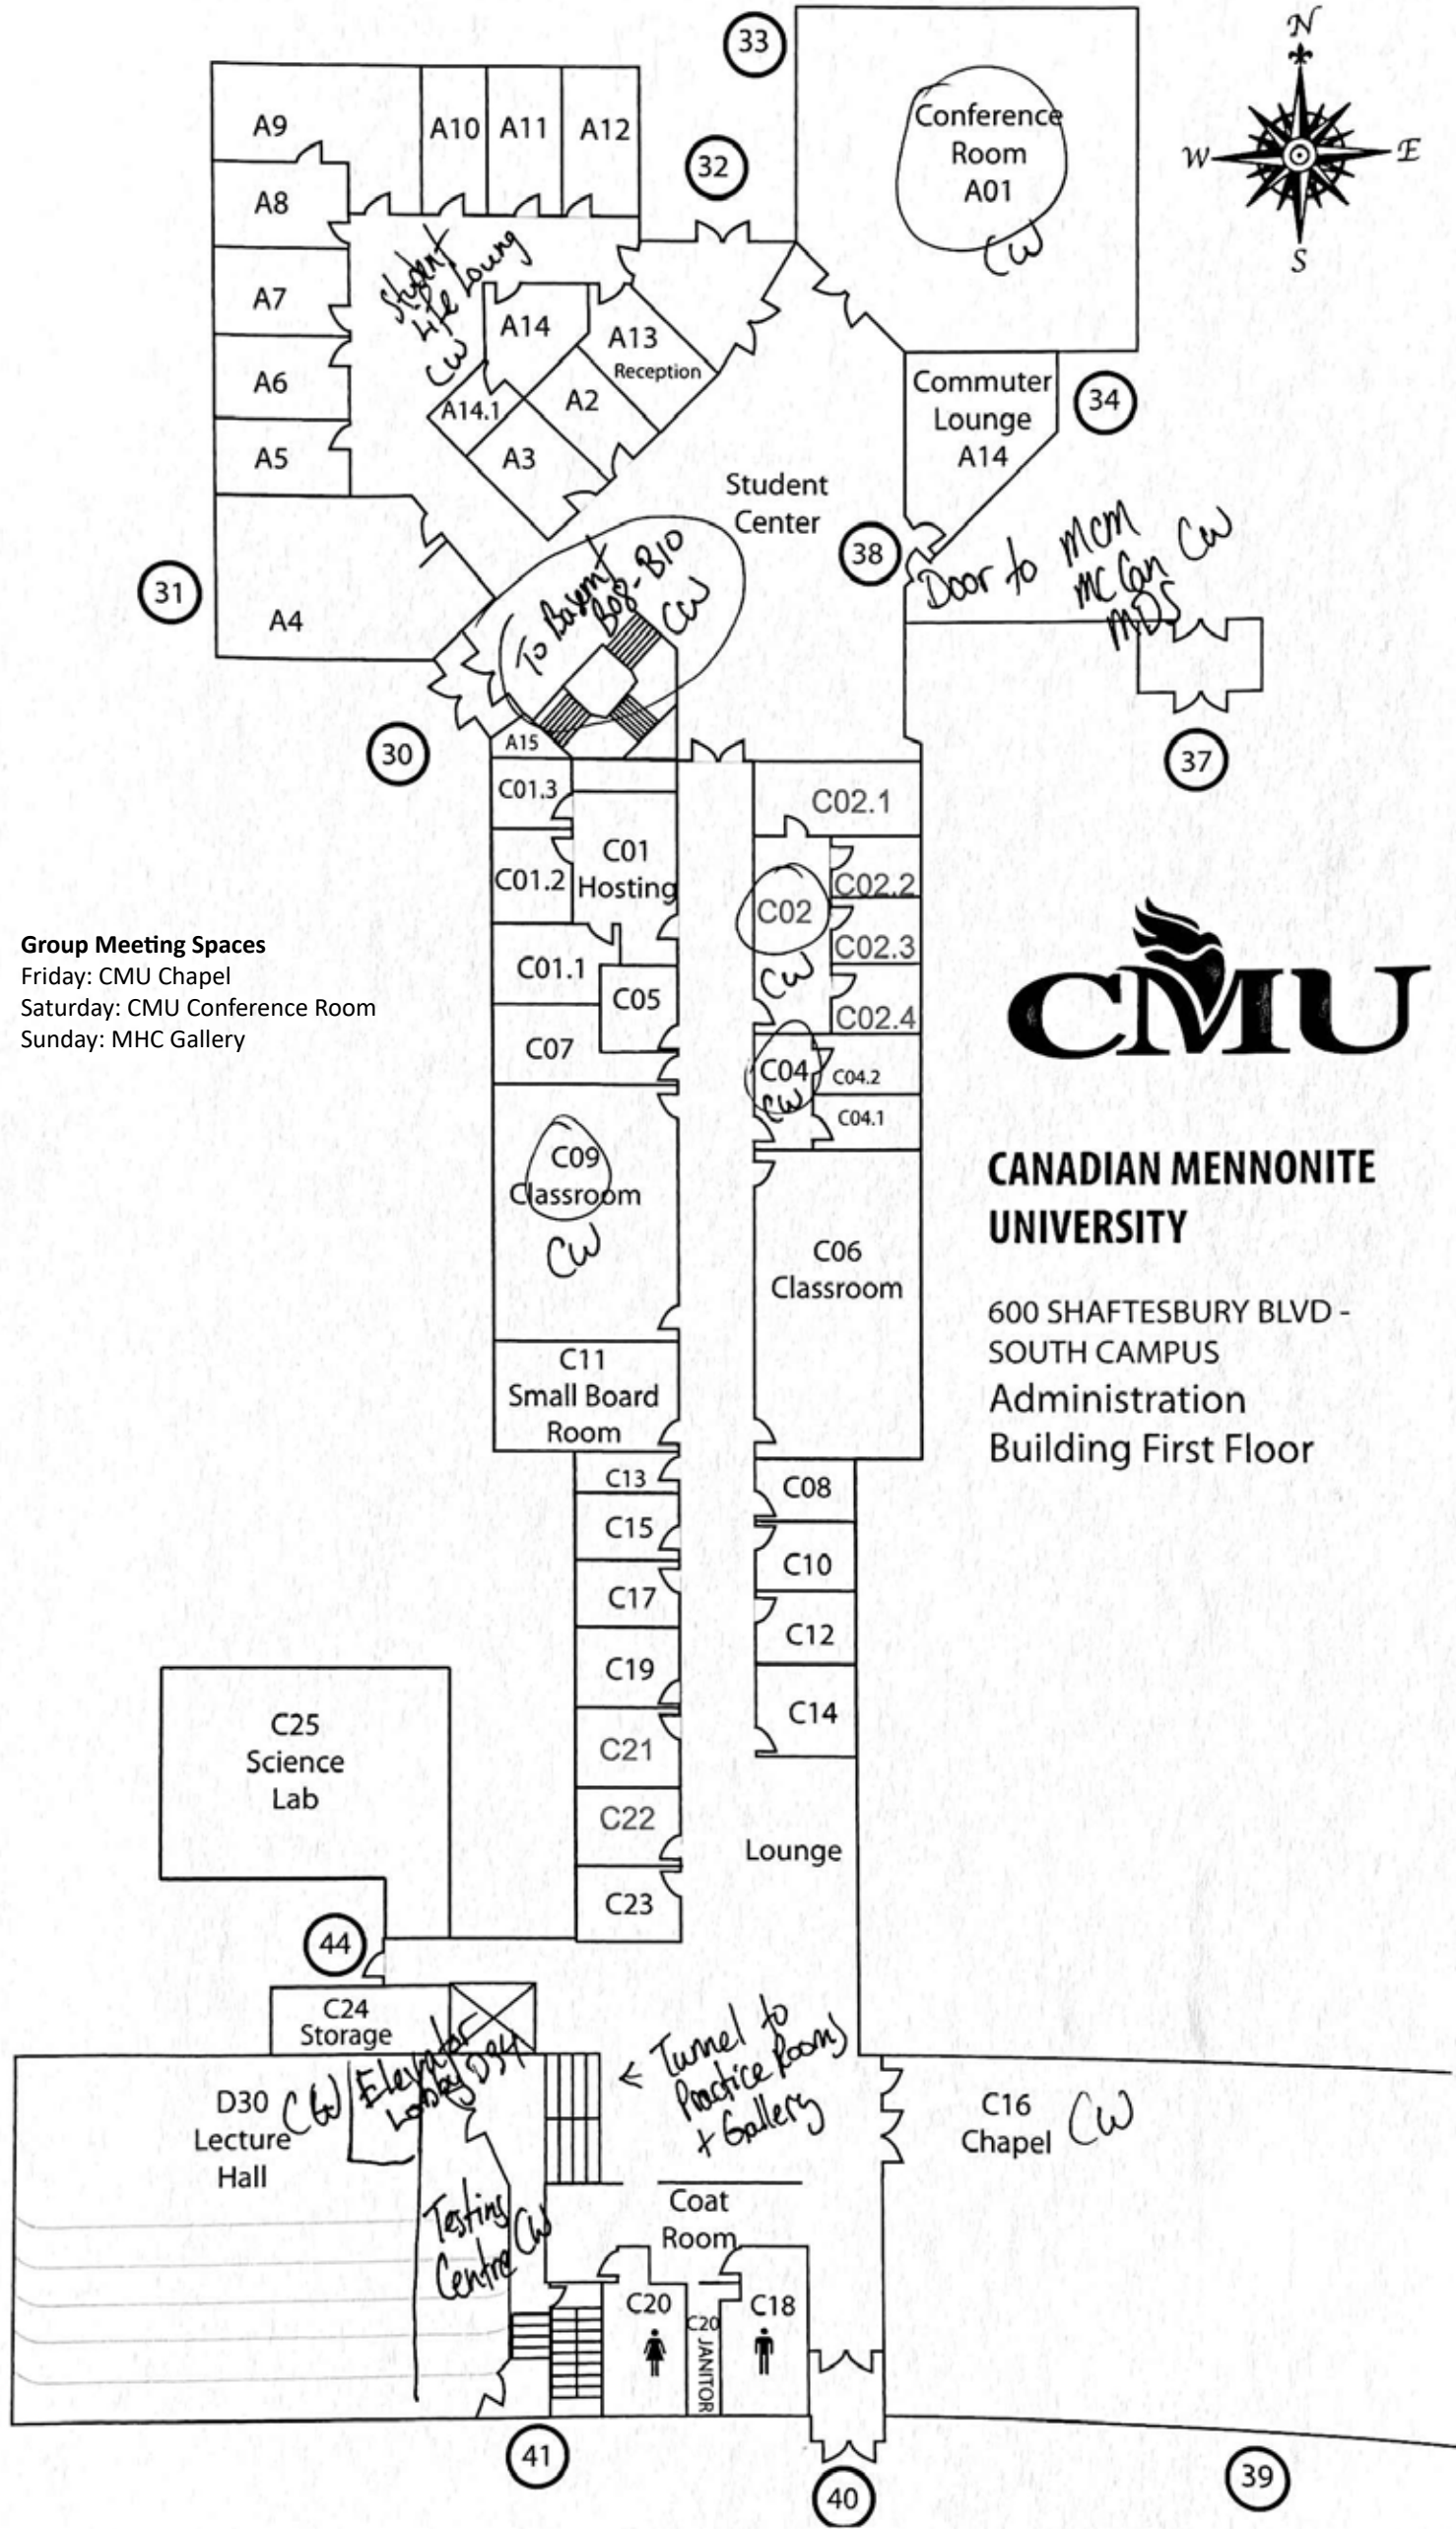 33
N
W
E
S
Conference
Room
A01
CW
32
A9
A10
A11
A12
A8
Student
Life Loung
CW
A7
A14
A13
Reception
A6
A14.1
A2
A5
A3
Commuter
Lounge
A14
34
Student
Center
38
Door to MCM
MC Can
MDS
CW
31
A4
To Basemt
B08-B10
CW
30
A15
37
C01.3
C01
Hosting
C01.2
C02.1
C02
CW
C02.2
C02.3
C02.4
Group Meeting Spaces
Friday: CMU Chapel
Saturday: CMU Conference Room
Sunday: MHC Gallery
C01.1
C05
C07
C04
CW
C04.2
C04.1
CMU
CANADIAN MENNONITE
UNIVERSITY
600 SHAFTESBURY BLVD -
SOUTH CAMPUS
Administration
Building First Floor
C09
Classroom
CW
C06
Classroom
C11
Small Board
Room
C13
C08
C15
C10
C17
C12
C19
C14
C21
C22
C23
Lounge
C25
Science
Lab
44
C24
Storage
Elevator
Lobby D34
← Tunnel to
Practice Rooms
+ Gallery
D30
Lecture
Hall
CW
C16
Chapel
CW
Testing
Centre
CW
Coat
Room
C20
C20
JANITOR
C18
41
40
39